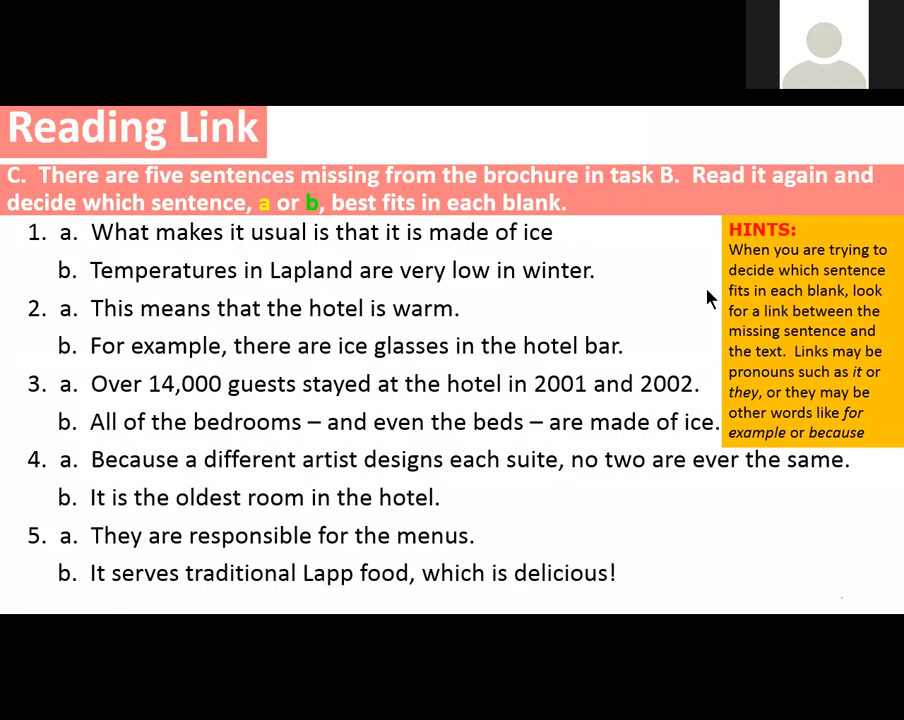 Reading Link
C. There are five sentences missing from the brochure in task B. Read it again and
decide which sentence, a or b, best fits in each blank.
1. a. What makes it usual is that it is made of ice
b. Temperatures in Lapland are very low in winter.
2. a. This means that the hotel is warm.
b. For example, there are ice glasses in the hotel bar.
3. a. Over 14,000 guests stayed at the hotel in 2001 and 2002.
b. All of the bedrooms – and even the beds – are made of ice.
4. a. Because a different artist designs each suite, no two are ever the same.
b. It is the oldest room in the hotel.
5. a. They are responsible for the menus.
b. It serves traditional Lapp food, which is delicious!
HINTS:
When you are trying to
decide which sentence
fits in each blank, look
for a link between the
missing sentence and
the text. Links may be
pronouns such as it or
they, or they may be
other words like for
example or because